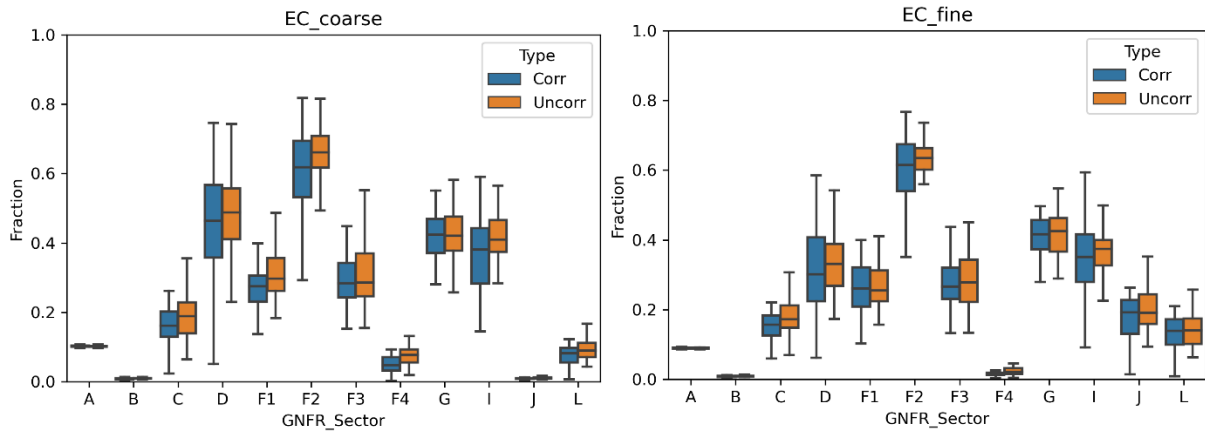 EC_coarse
1.0
0.8
0.6
0.4
0.2
0.0
Fraction
Type
Corr
Uncorr
A B C D F1 F2 F3 F4 G I J L
GNFR_Sector
EC_fine
1.0
0.8
0.6
0.4
0.2
0.0
Fraction
Type
Corr
Uncorr
A B C D F1 F2 F3 F4 G I J L
GNFR_Sector